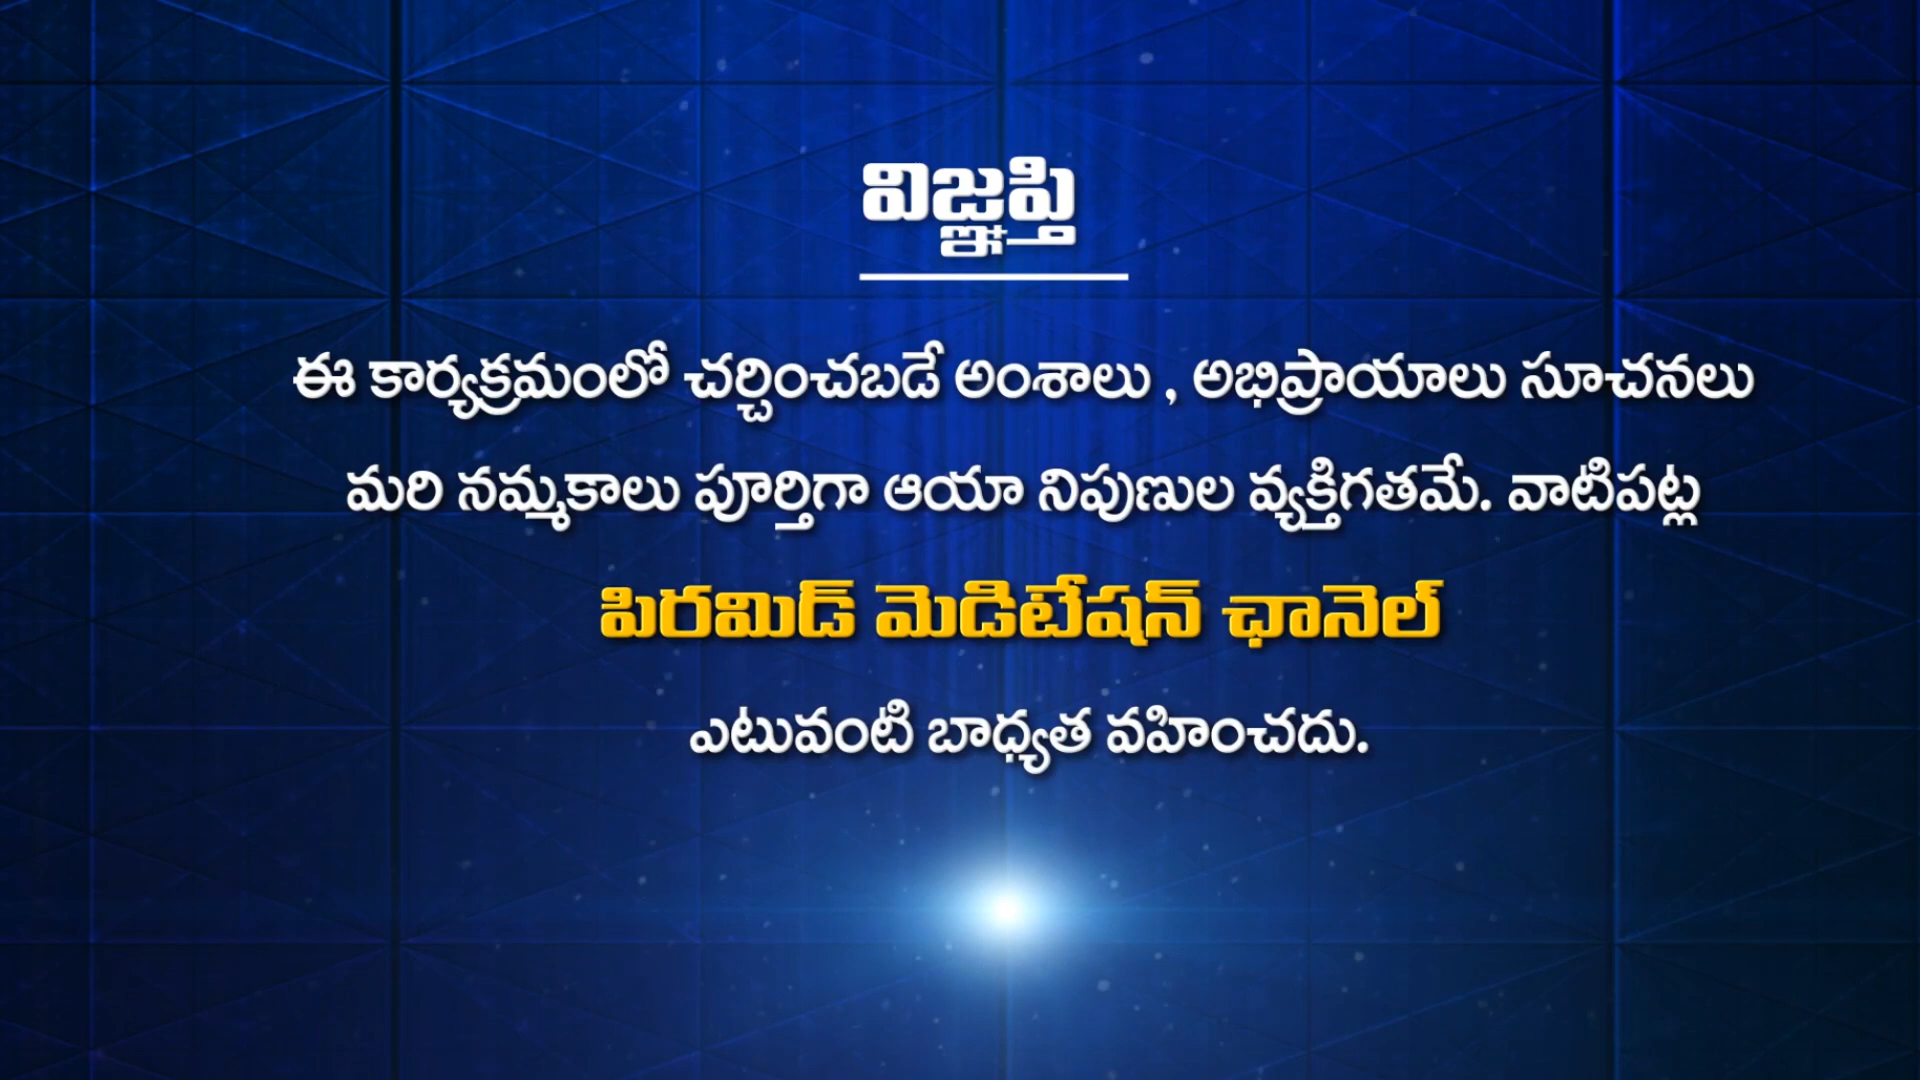 విజ్ఞప్తి
ఈ కార్యక్రమంలో చర్చించబడే అంశాలు , అభిప్రాయాలు సూచనలు
మరి నమ్మకాలు పూర్తిగా ఆయా నిపుణుల వ్యక్తిగతమే. వాటిపట్ల
పిరమిడ్ మెడిటేషన్ ఛానెల్
ఎటువంటి బాధ్యత వహించదు.